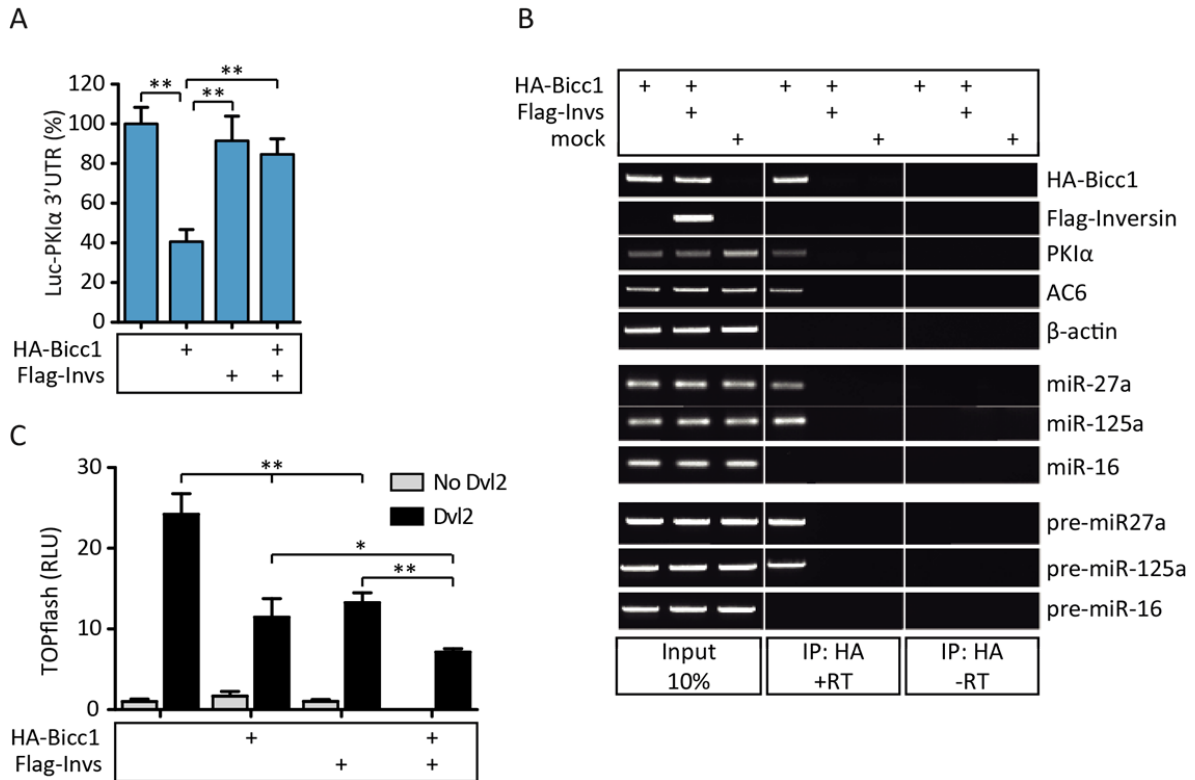 A
Luc-PKIα 3'UTR (%)
120
100
80
60
40
20
0
**
**
**
HA-Bicc1 + +
Flag-Invs + +
B
HA-Bicc1 + + + + + +
Flag-Invs + + +
mock + + +
HA-Bicc1
Flag-Inversin
PKIα
AC6
β-actin
miR-27a
miR-125a
miR-16
pre-miR27a
pre-miR-125a
pre-miR-16
Input
10%
IP: HA
+RT
IP: HA
-RT
C
TOPflash (RLU)
30
20
10
0
No Dvl2
Dvl2
**
*
**
HA-Bicc1 + +
Flag-Invs + +